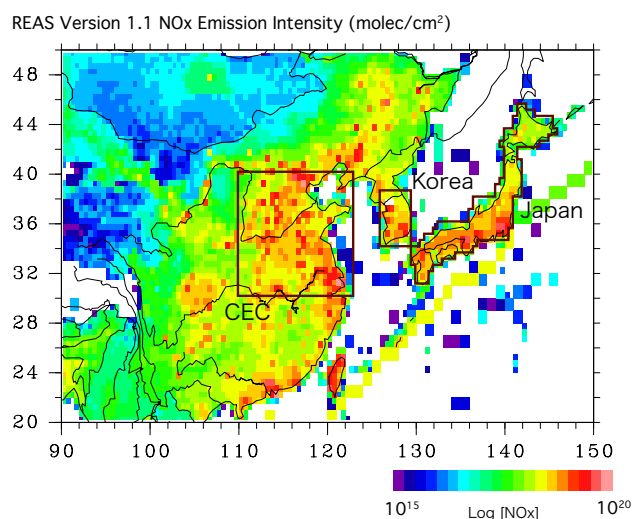 REAS Version 1.1 NOx Emission Intensity (molec/cm²)
48
44
40
36
32
28
24
20
Korea
Japan
CEC
90 100 110 120 130 140 150
10¹⁵ Log [NOx] 10²⁰